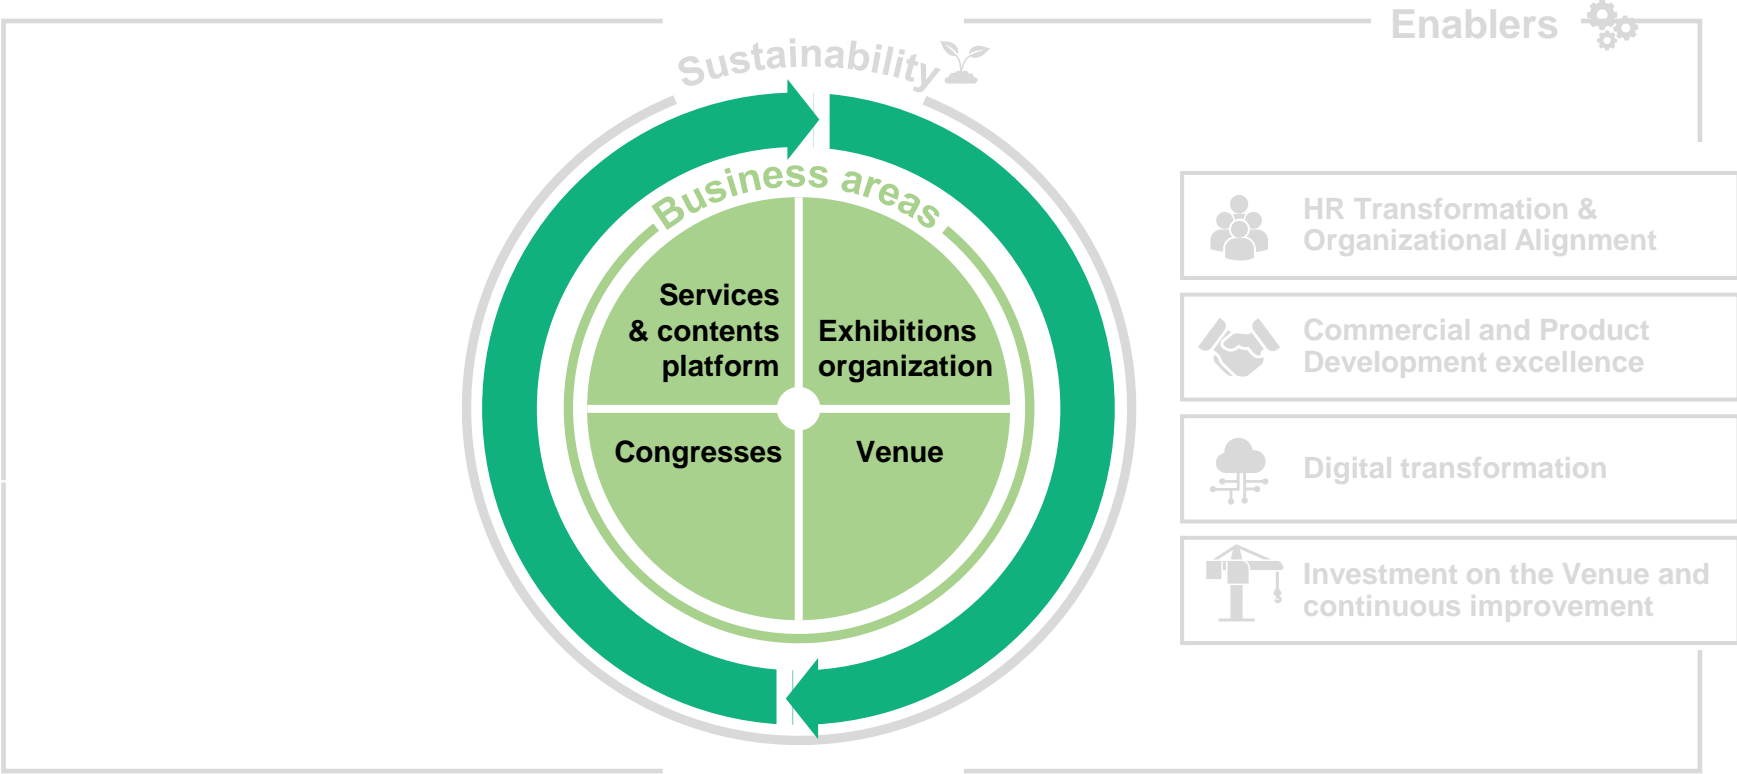 Enablers
Sustainability
Business areas
Services
& contents
platform
Exhibitions
organization
Congresses
Venue
HR Transformation &
Organizational Alignment
Commercial and Product
Development excellence
Digital transformation
Investment on the Venue and
continuous improvement